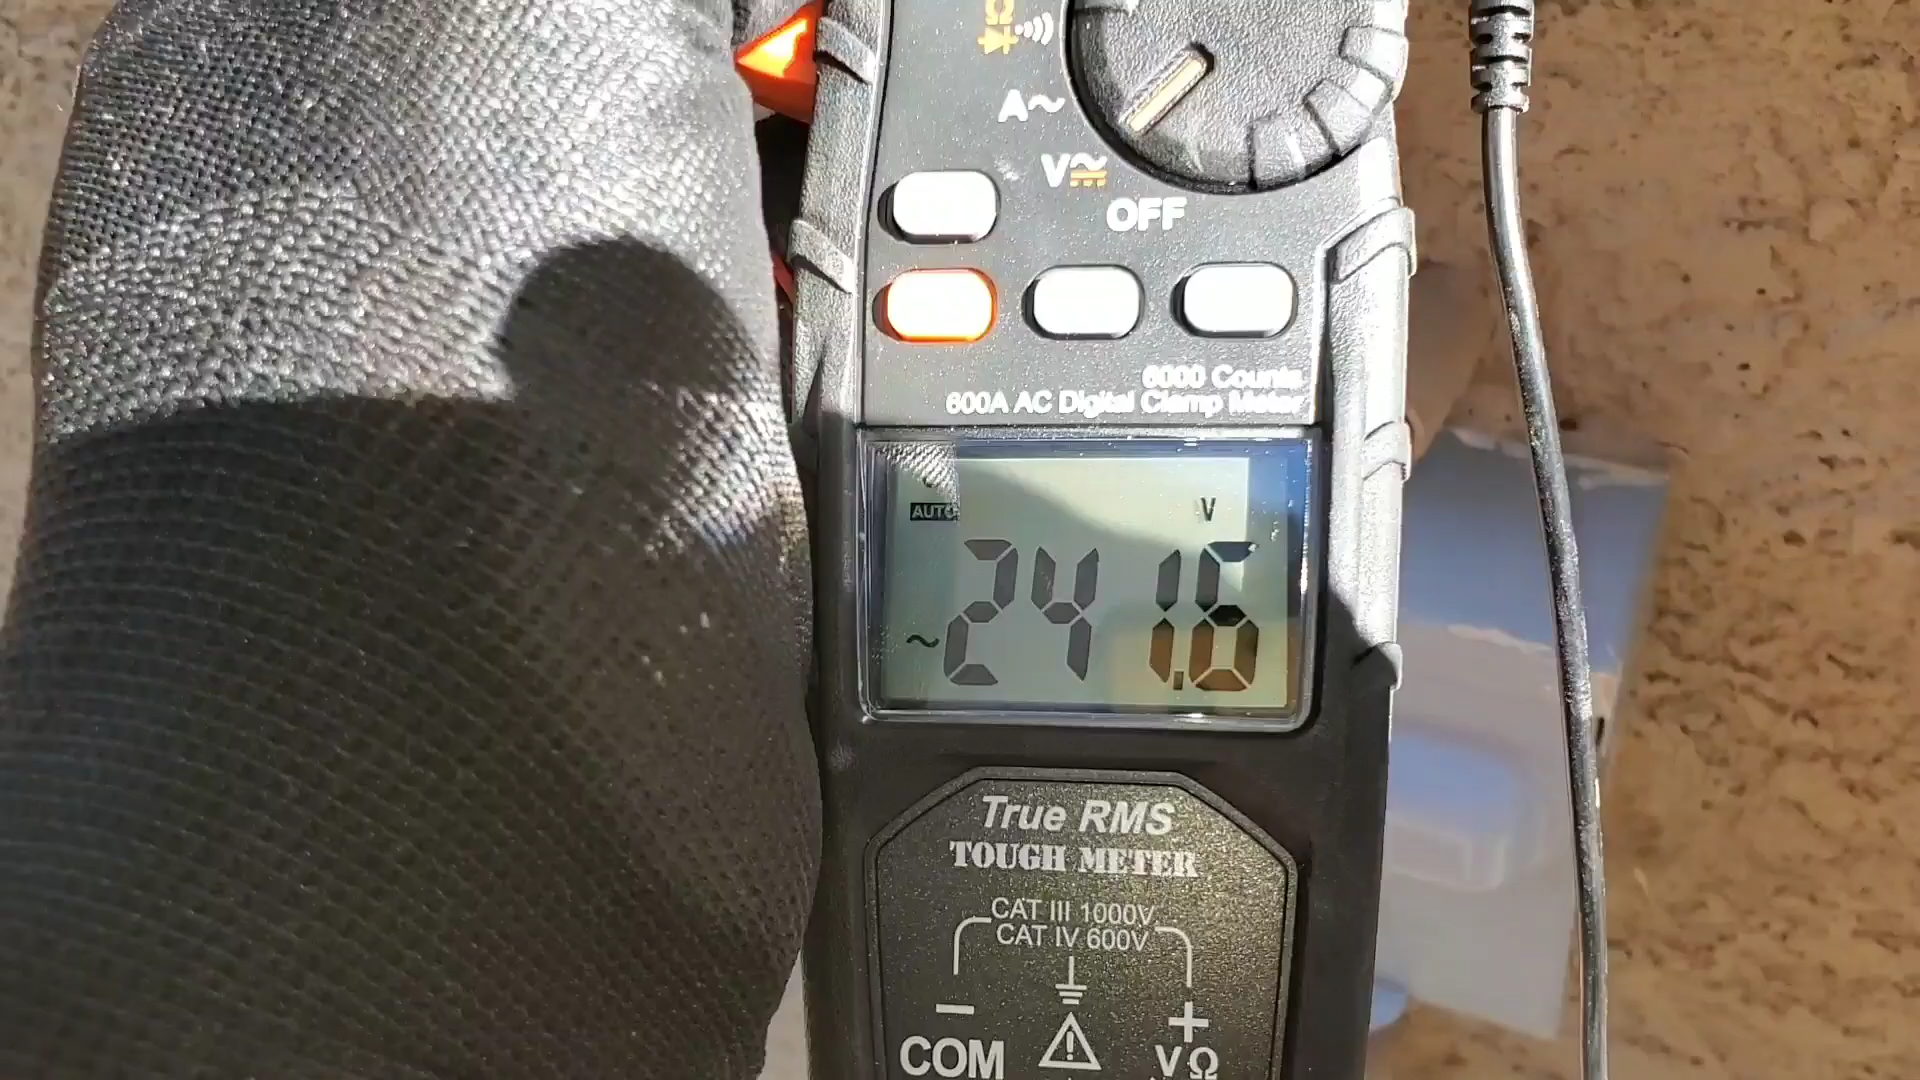 Ω
A~
V
OFF
6000 Counts
600A AC Digital Clamp Meter
AUTO
V
~
241.6
True RMS
TOUGH METER
CAT III 1000V
CAT IV 600V
−
+
COM
VΩ